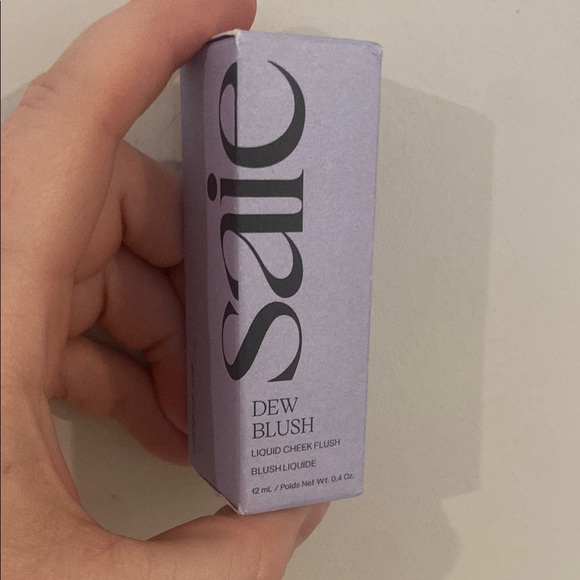 saie
DEW
BLUSH
LIQUID CHEEK FLUSH
BLUSH LIQUIDE
12 mL / Poids Net Wt. 0.4 Oz.